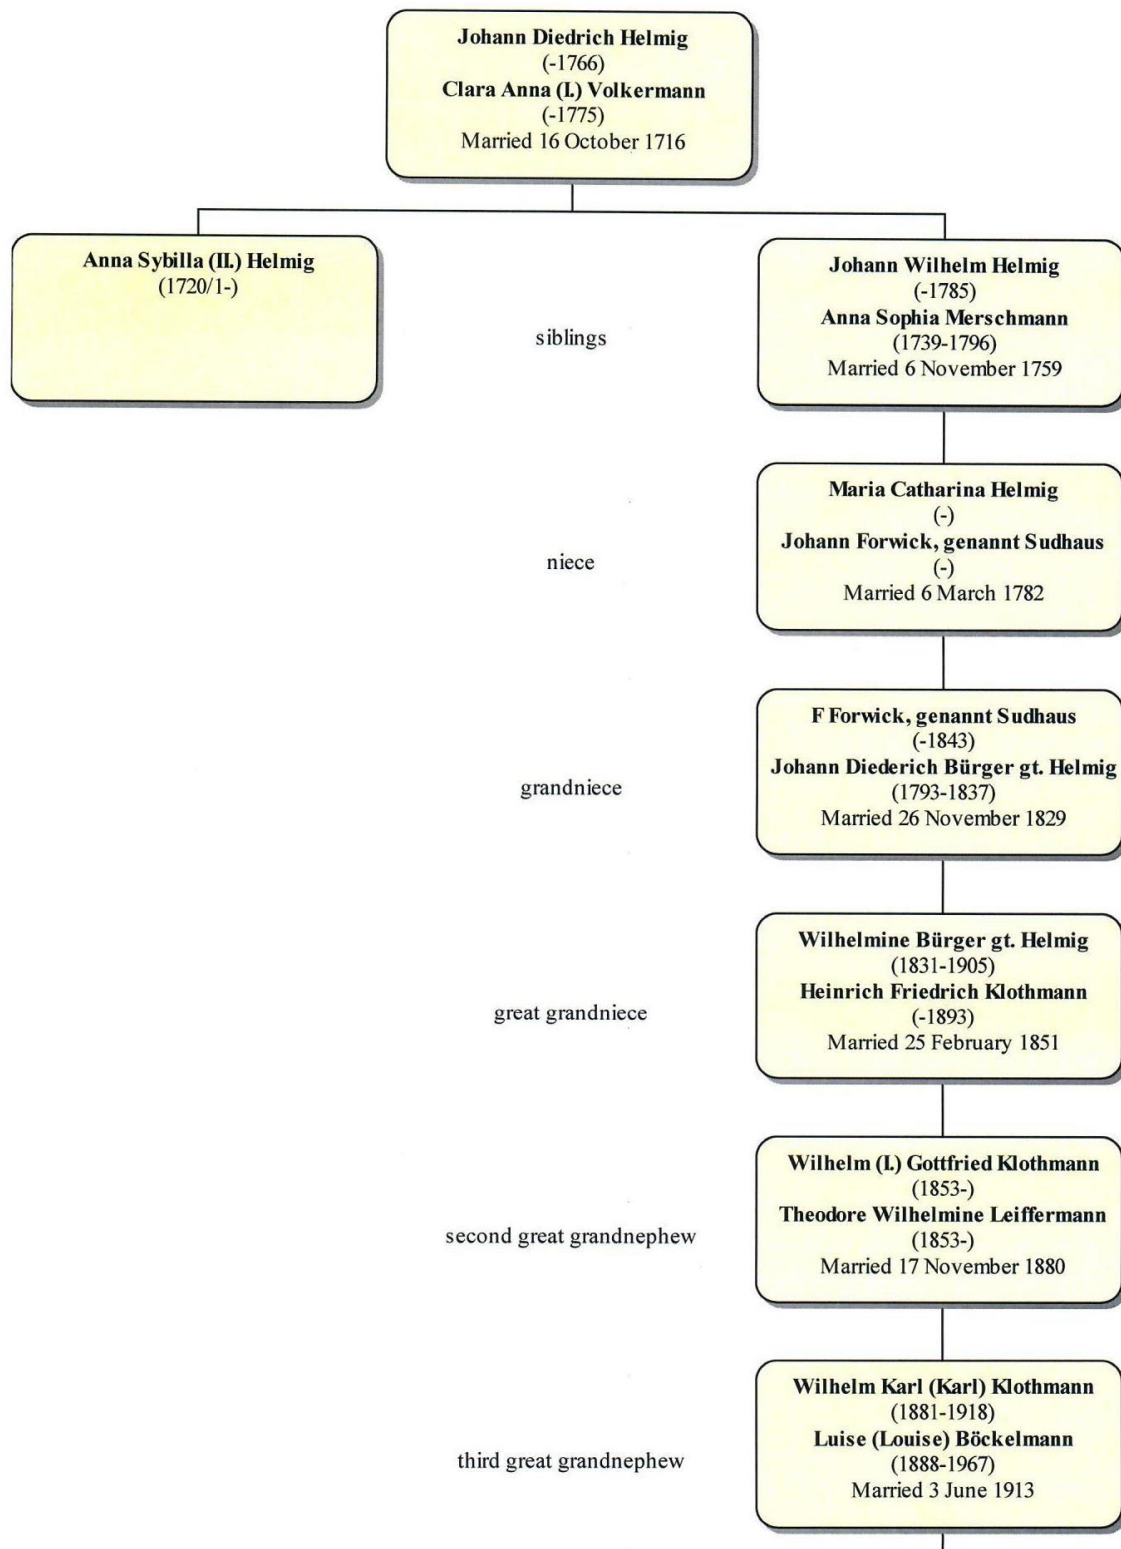 Johann Diedrich Helmig
(-1766)
Clara Anna (I.) Volkermann
(-1775)
Married 16 October 1716
Anna Sybilla (II.) Helmig
(1720/1-)
siblings
Johann Wilhelm Helmig
(-1785)
Anna Sophia Merschmann
(1739-1796)
Married 6 November 1759
niece
Maria Catharina Helmig
(-)
Johann Forwick, genannt Sudhaus
(-)
Married 6 March 1782
grandniece
F Forwick, genannt Sudhaus
(-1843)
Johann Diederich Bürger gt. Helmig
(1793-1837)
Married 26 November 1829
great grandniece
Wilhelmine Bürger gt. Helmig
(1831-1905)
Heinrich Friedrich Klothmann
(-1893)
Married 25 February 1851
second great grandnephew
Wilhelm (I.) Gottfried Klothmann
(1853-)
Theodore Wilhelmine Leiffermann
(1853-)
Married 17 November 1880
third great grandnephew
Wilhelm Karl (Karl) Klothmann
(1881-1918)
Luise (Louise) Böckelmann
(1888-1967)
Married 3 June 1913